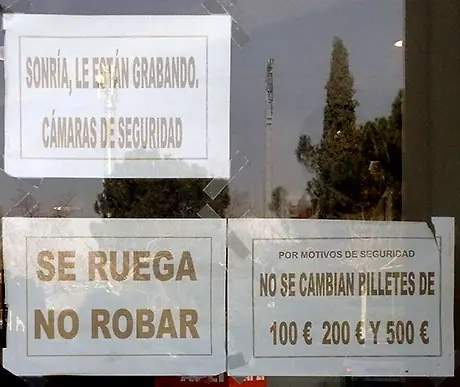 SONRÍA, LE ESTÁN GRABANDO.
CÁMARAS DE SEGURIDAD
SE RUEGA
NO ROBAR
POR MOTIVOS DE SEGURIDAD
NO SE CAMBIAN BILLETES DE
100 € 200 € Y 500 €